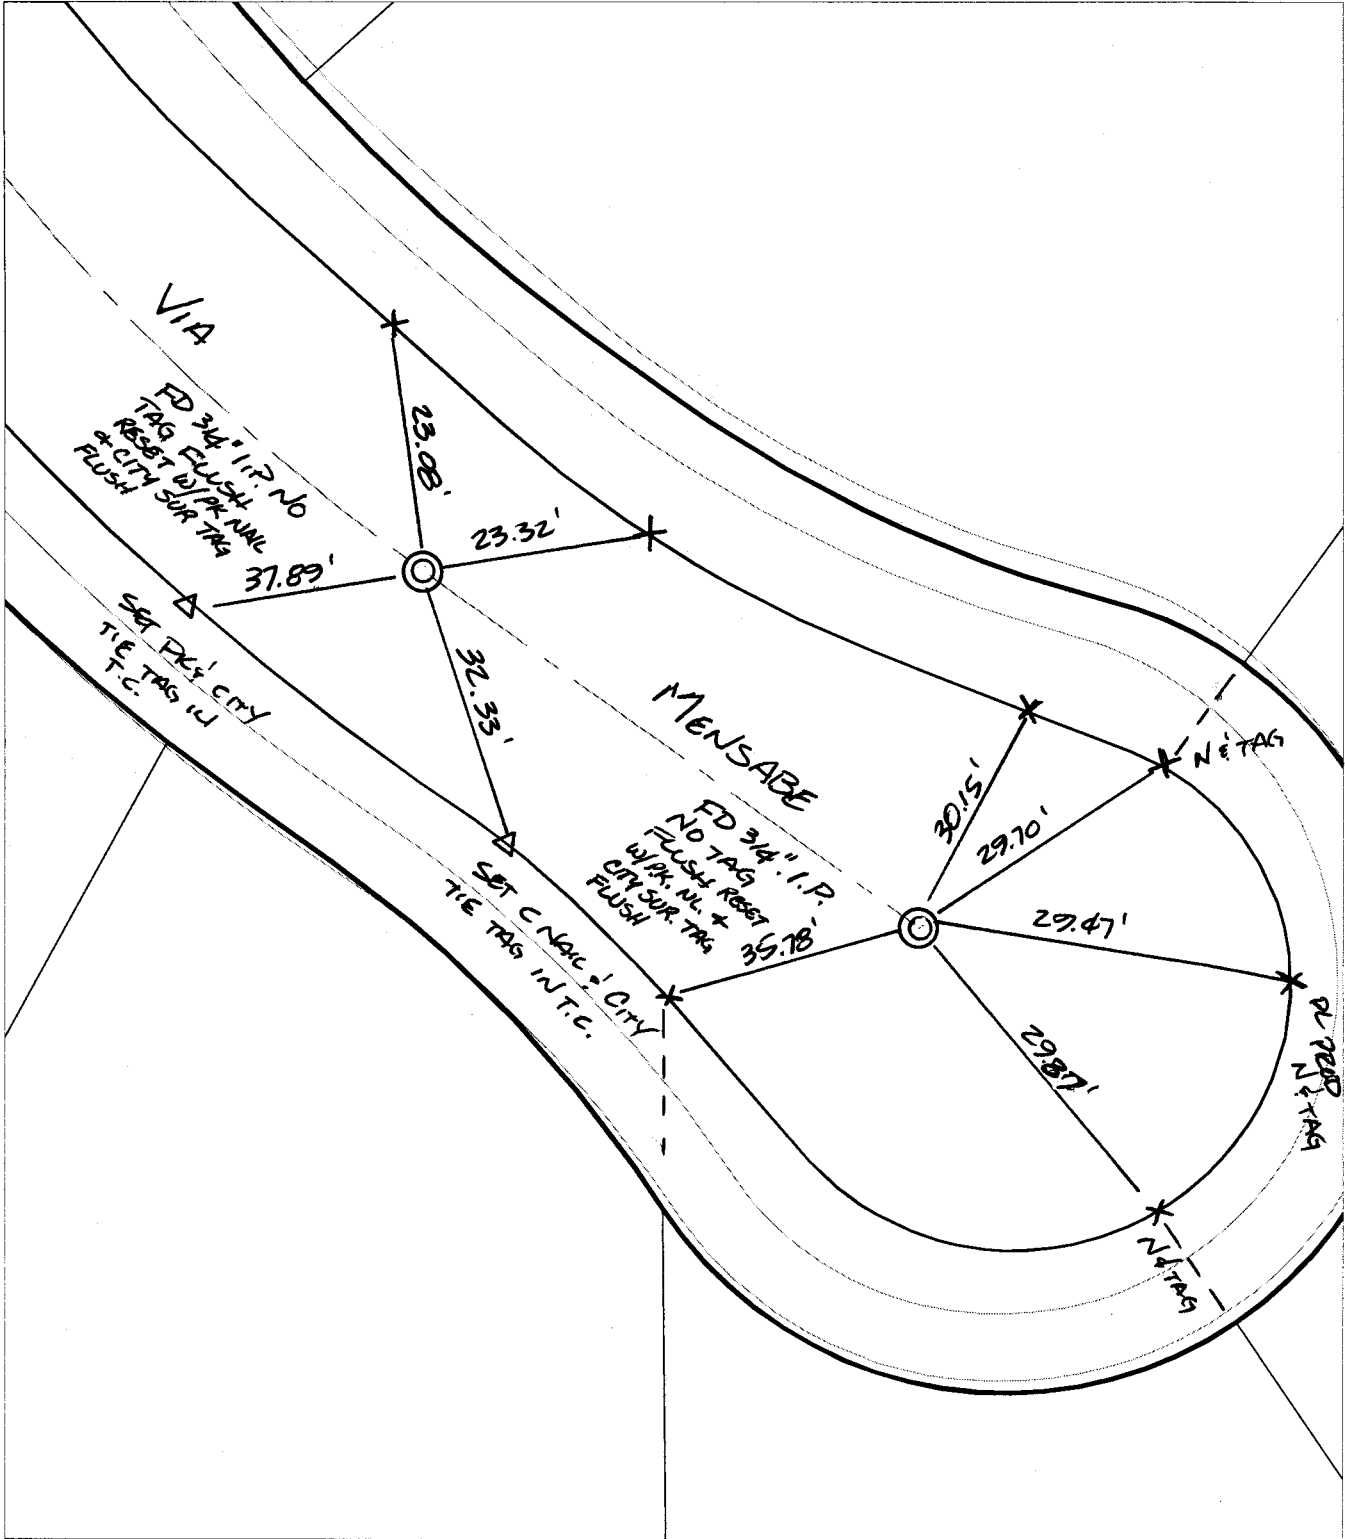 VIA
FD 3/4" I.P. NO
TAG FLUSH
RESET W/PK NAIL
& CITY SUR TAG
FLUSH
23.08'
23.32'
37.89'
32.33'
SET PK & CITY
TIE TAG IN
T.C.
MENSABE
SET C NAIL & CITY
TIE TAG IN T.C.
FD 3/4" I.P.
NO TAG
FLUSH RESET
W/PK. NL. &
CITY SUR. TAG
FLUSH
35.78'
30.15'
29.70'
29.47'
29.87'
N & TAG
PL PROD
N & TAG
N & TAG